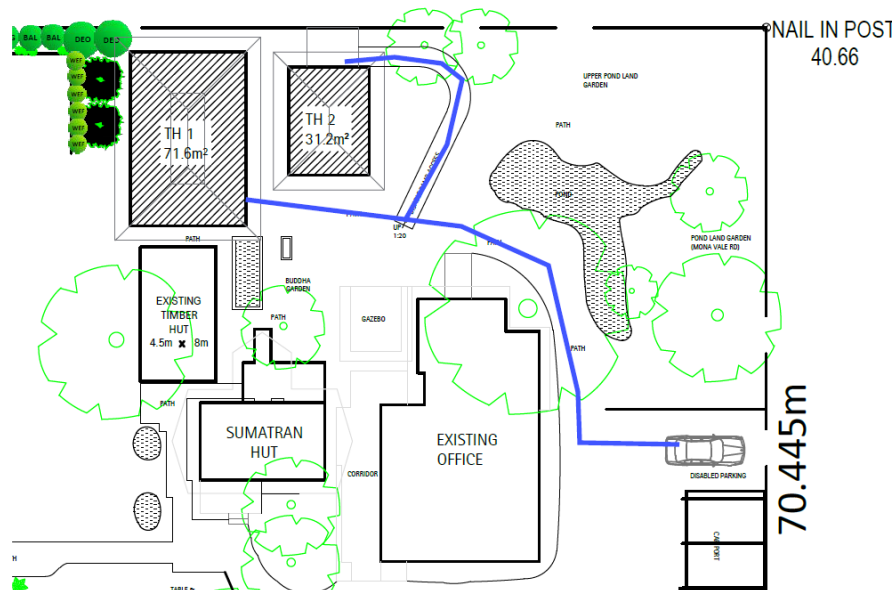 BAL
BAL
DEO
DEO
WEF
WEF
WEF
WEF
WEF
WEF
NAIL IN POST
40.66
UPPER POND LAND
GARDEN
TH 1
71.6m²
TH 2
31.2m²
PATH
POND
POND LAND GARDEN
(MONA VALE RD)
UP
1:20
PATH
PATH
BUDDHA
GARDEN
EXISTING
TIMBER
HUT
4.5m x 8m
PATH
GAZEBO
PATH
PATH
SUMATRAN
HUT
EXISTING
OFFICE
CORRIDOR
DISABLED PARKING
70.445m
CARPORT
TABLE